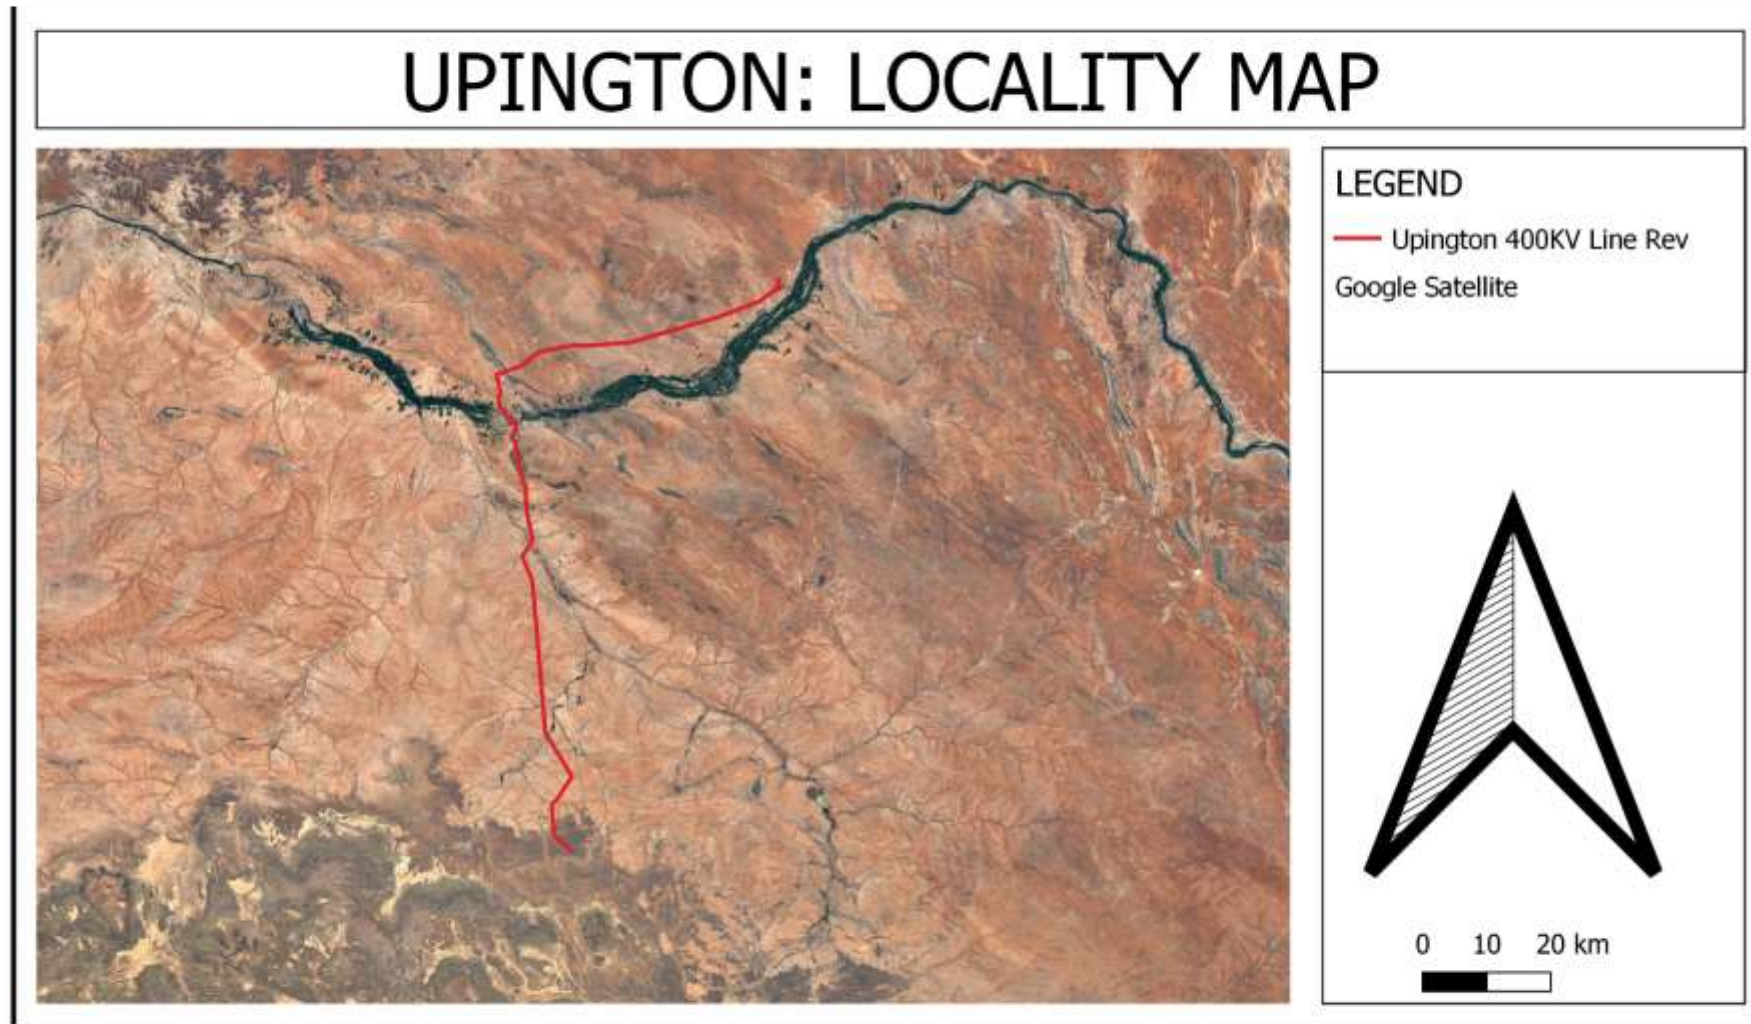 UPINGTON: LOCALITY MAP
LEGEND
Upington 400KV Line Rev
Google Satellite
0 10 20 km